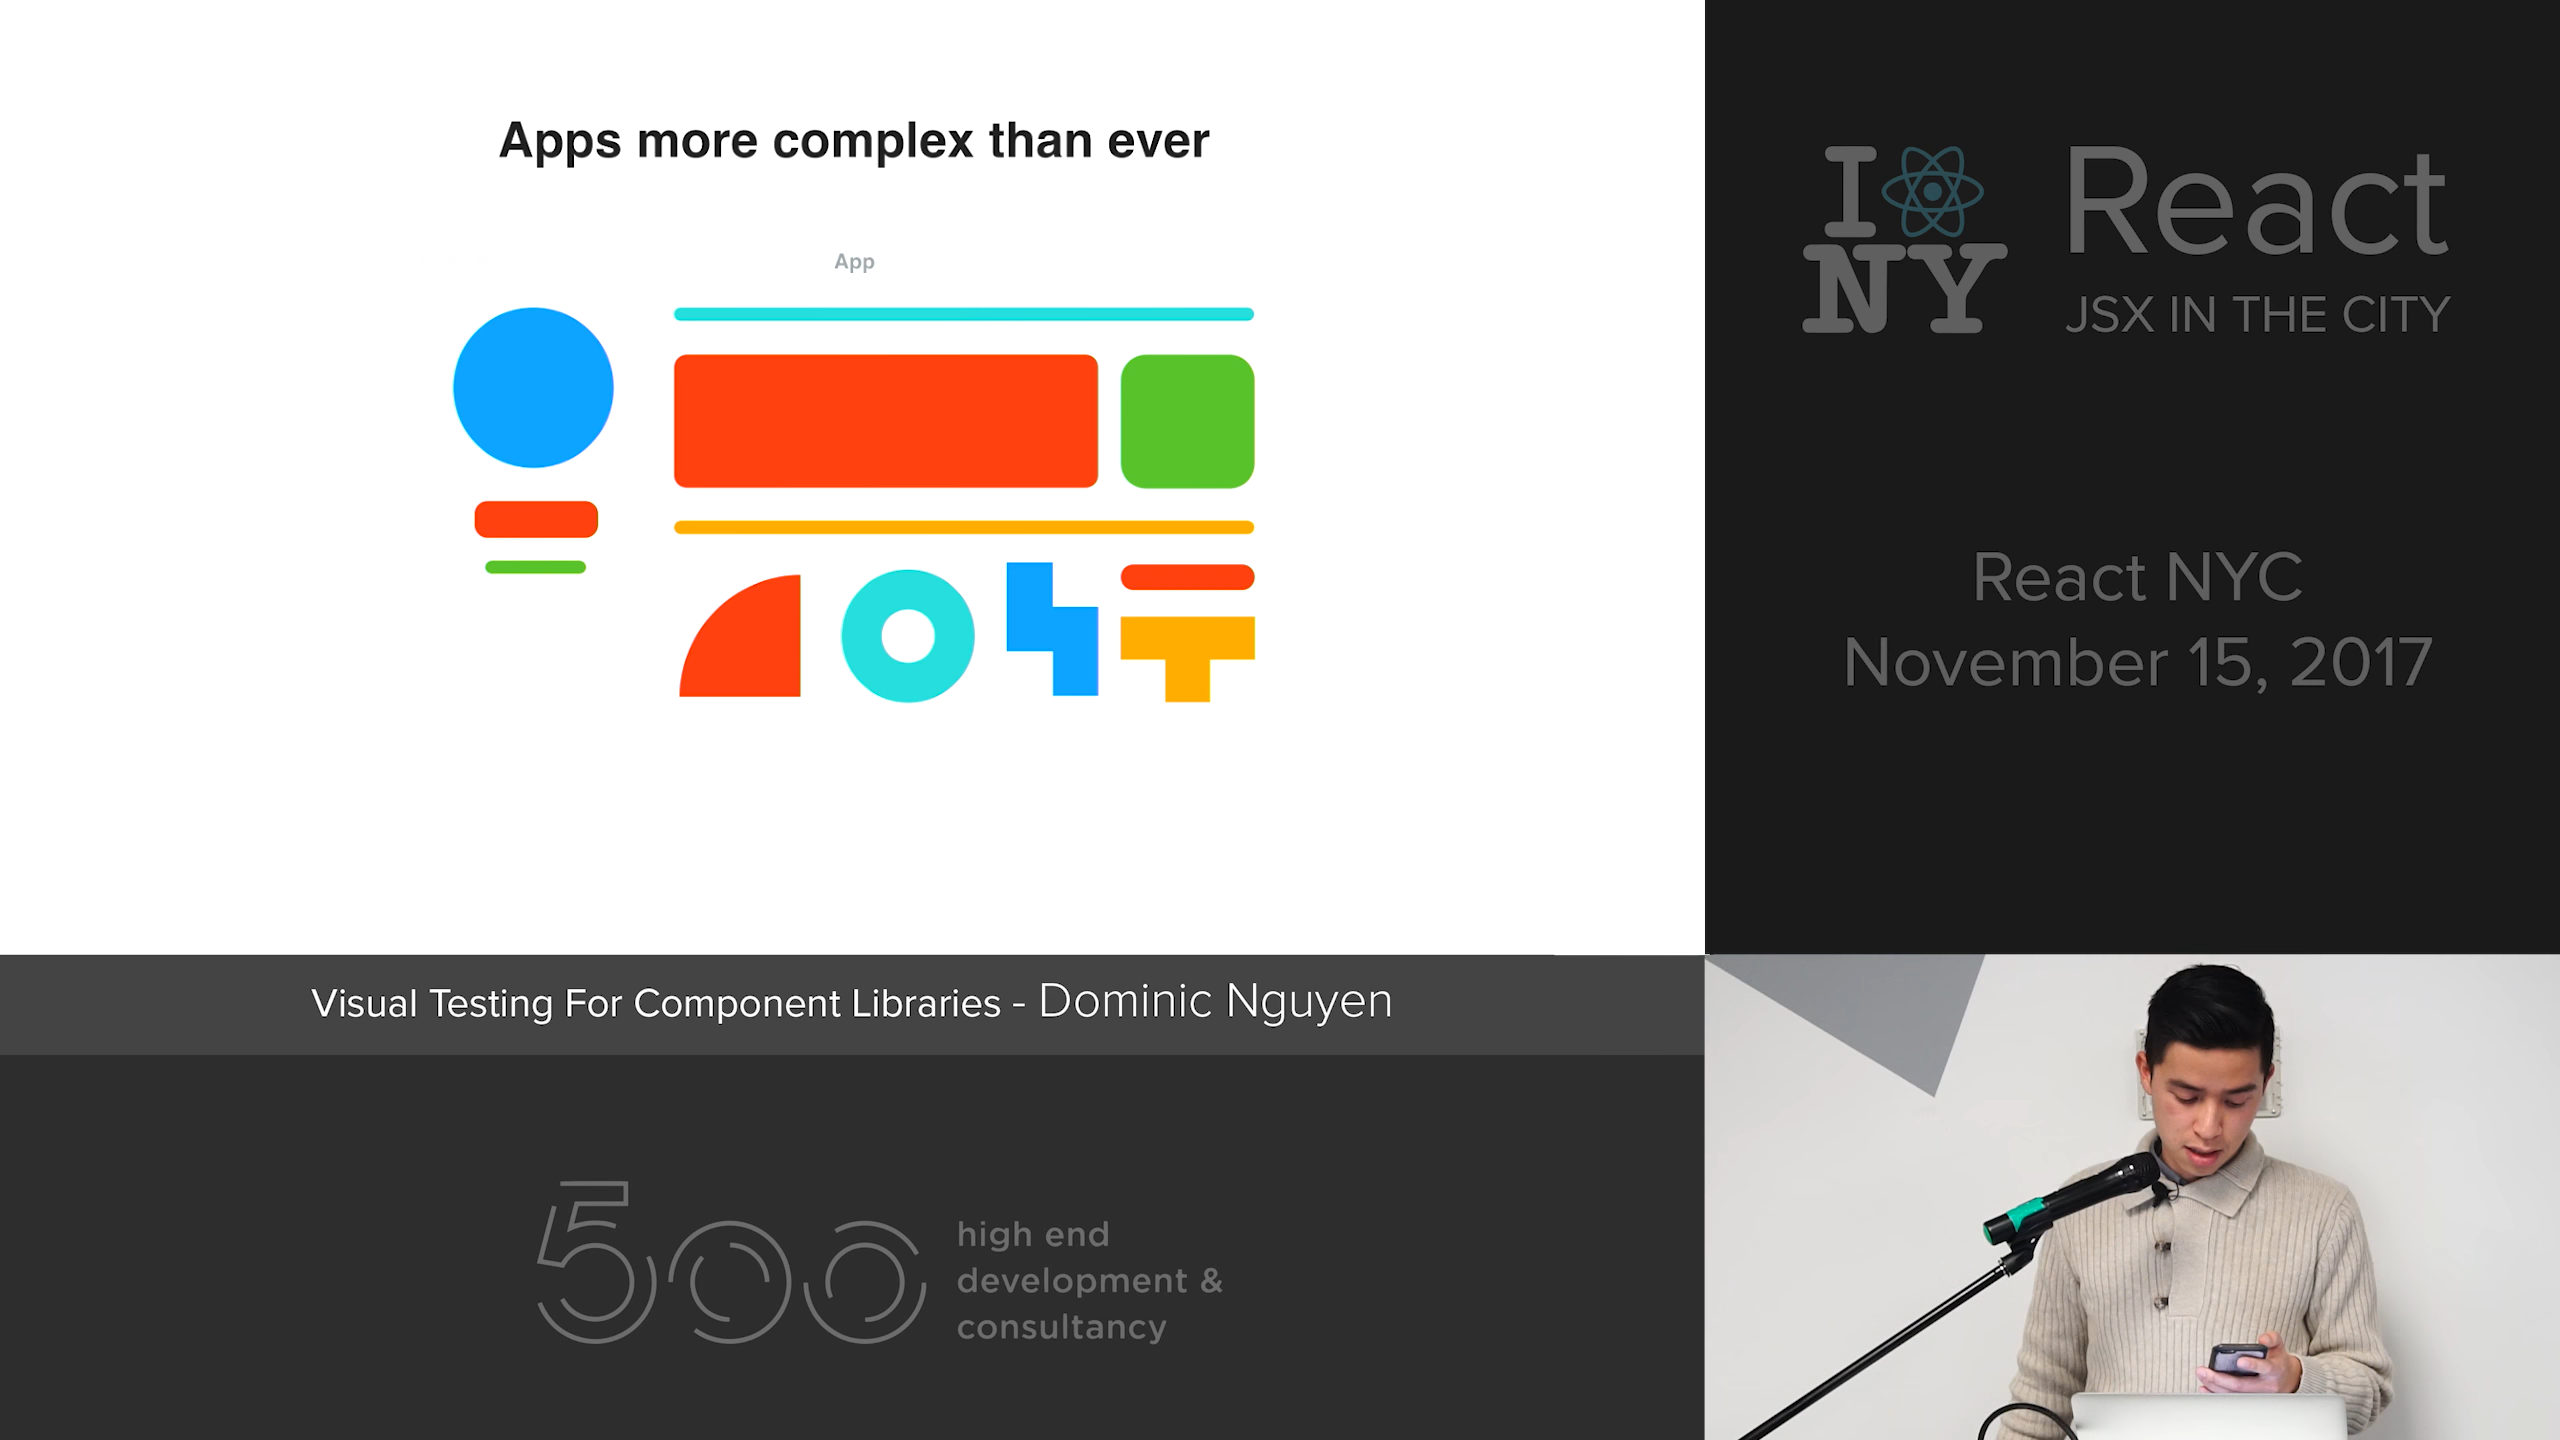 Apps more complex than ever
App
I NY
React
JSX IN THE CITY
React NYC
November 15, 2017
Visual Testing For Component Libraries - Dominic Nguyen
500
high end
development &
consultancy